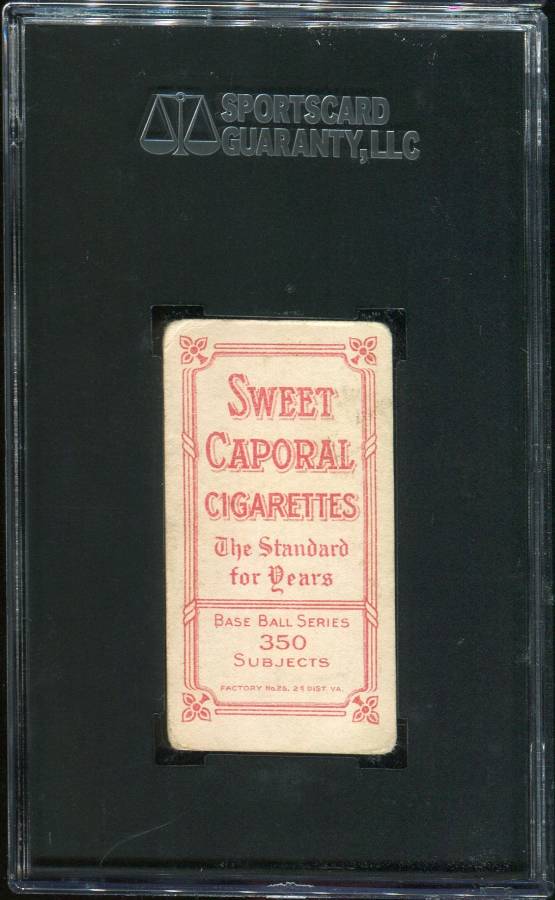 SPORTSCARD
GUARANTY, LLC
SWEET
CAPORAL
CIGARETTES
The Standard
for Years
BASE BALL SERIES
350
SUBJECTS
FACTORY No. 25. 2d DIST. VA.